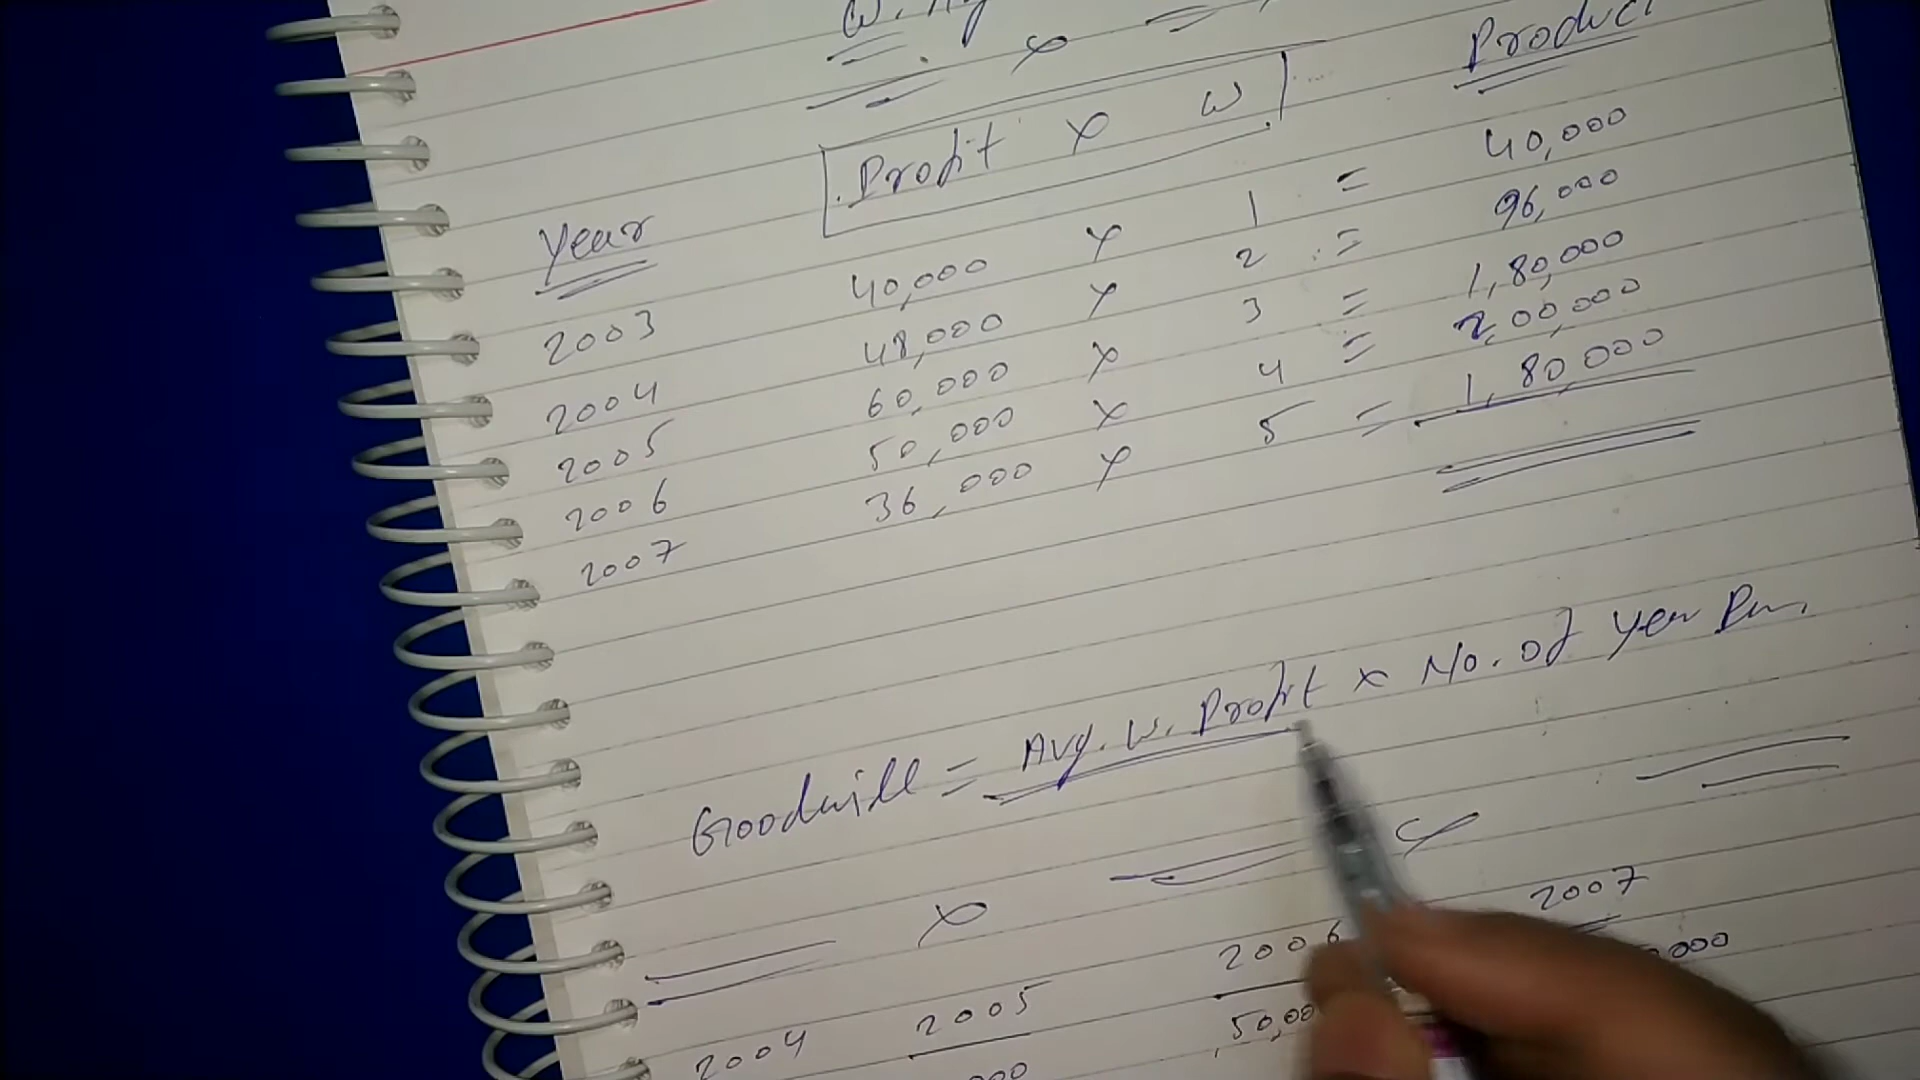 Product
Profit × W
Year
2003 40,000 × 1 = 40,000
2004 48,000 × 2 = 96,000
2005 60,000 × 3 = 1,80,000
2006 50,000 × 4 = 2,00,000
2007 36,000 × 5 = 1,80,000
Goodwill = Avg. W. Profit × No. of Year Pur.
2004 2005 2006 2007
50,00